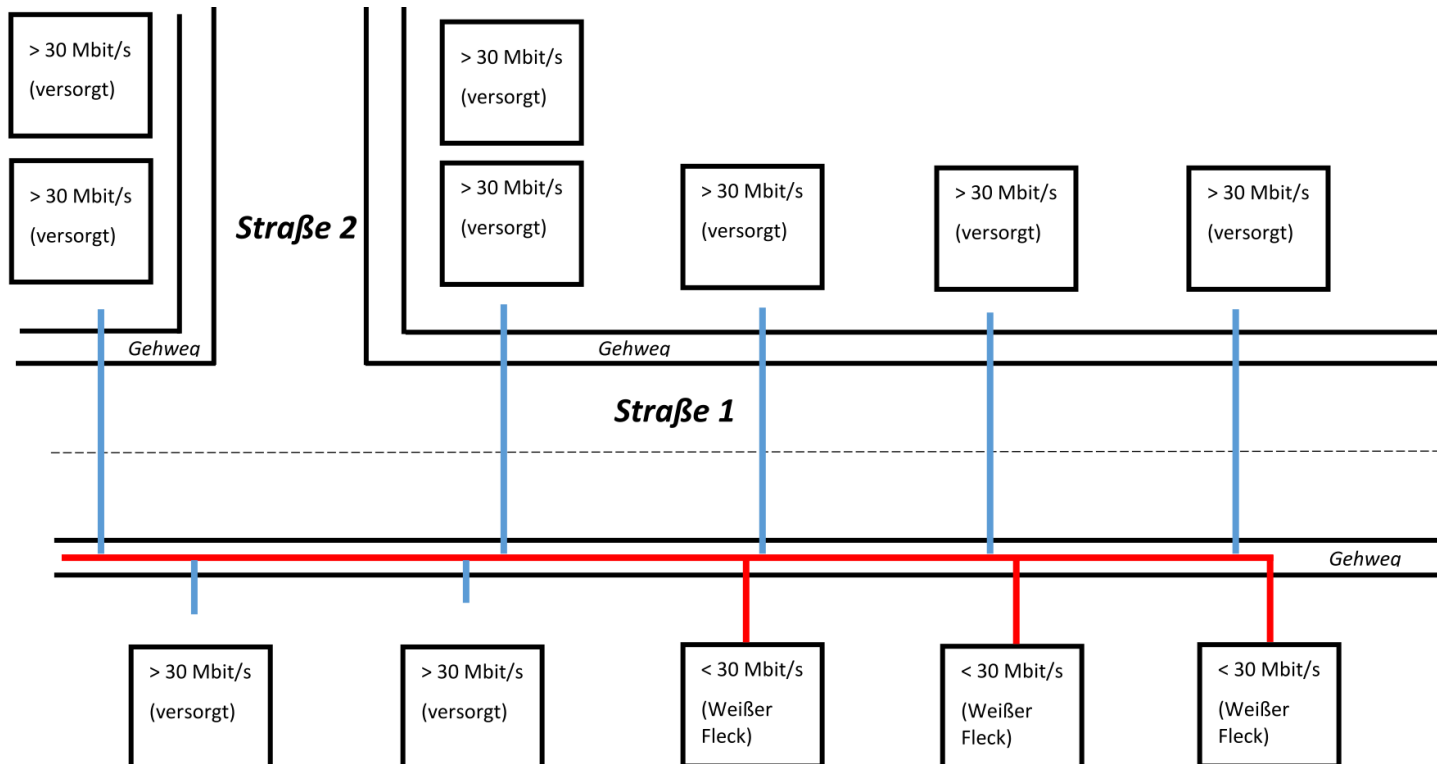 > 30 Mbit/s
(versorgt)
> 30 Mbit/s
(versorgt)
> 30 Mbit/s
(versorgt)
> 30 Mbit/s
(versorgt)
> 30 Mbit/s
(versorgt)
> 30 Mbit/s
(versorgt)
> 30 Mbit/s
(versorgt)
Straße 2
Gehweg
Gehweg
Straße 1
Gehweg
> 30 Mbit/s
(versorgt)
> 30 Mbit/s
(versorgt)
< 30 Mbit/s
(Weißer
Fleck)
< 30 Mbit/s
(Weißer
Fleck)
< 30 Mbit/s
(Weißer
Fleck)